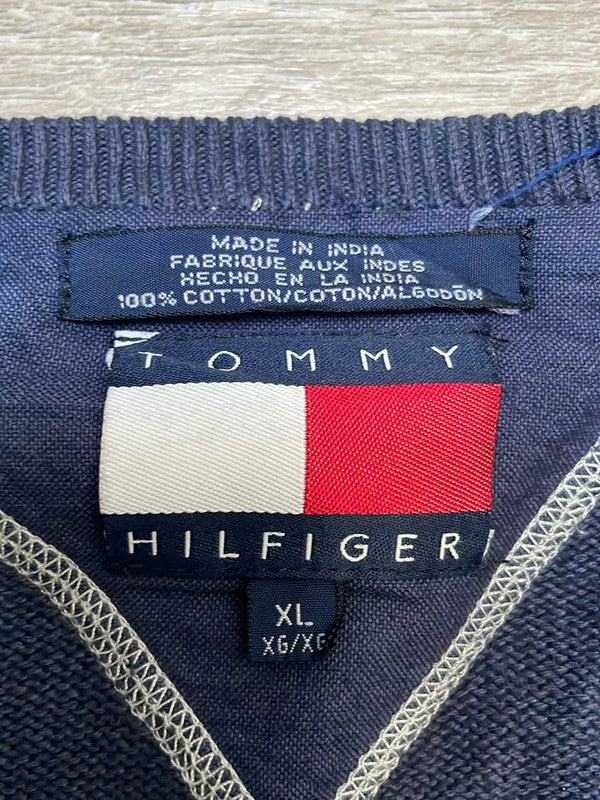 MADE IN INDIA
FABRIQUE AUX INDES
HECHO EN LA INDIA
100% COTTON/COTON/ALGODÓN
TOMMY
HILFIGER
XL
XG/XG